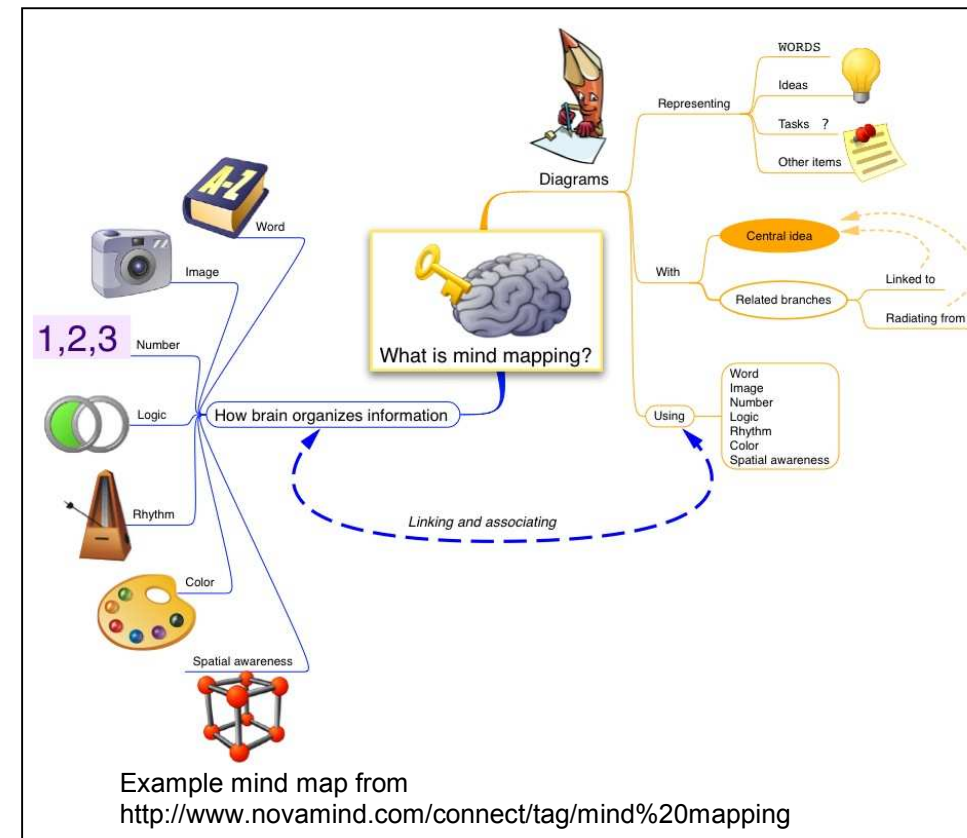 WORDS
Ideas
Representing
Tasks ?
Other items
Diagrams
A-Z
Word
Central idea
Image
With
Linked to
Related branches
Radiating from
1,2,3
Number
What is mind mapping?
Word
Image
Number
Logic
Rhythm
Color
Spatial awareness
Using
Logic
How brain organizes information
Rhythm
Linking and associating
Color
Spatial awareness
Example mind map from
http://www.novamind.com/connect/tag/mind%20mapping